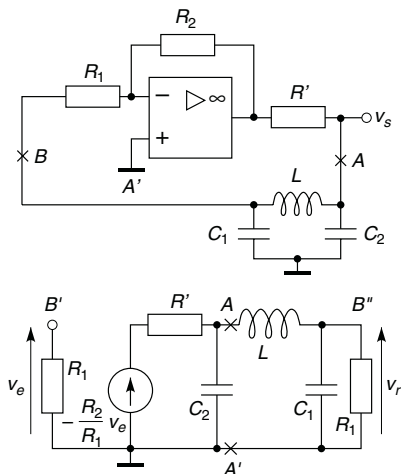 R₂
R₁
−
∞
+
R'
vₛ
B
A'
A
L
C₁
C₂
B'
R'
A
B"
vₑ
R₁
− R₂/R₁ vₑ
C₂
L
C₁
R₁
vᵣ
A'